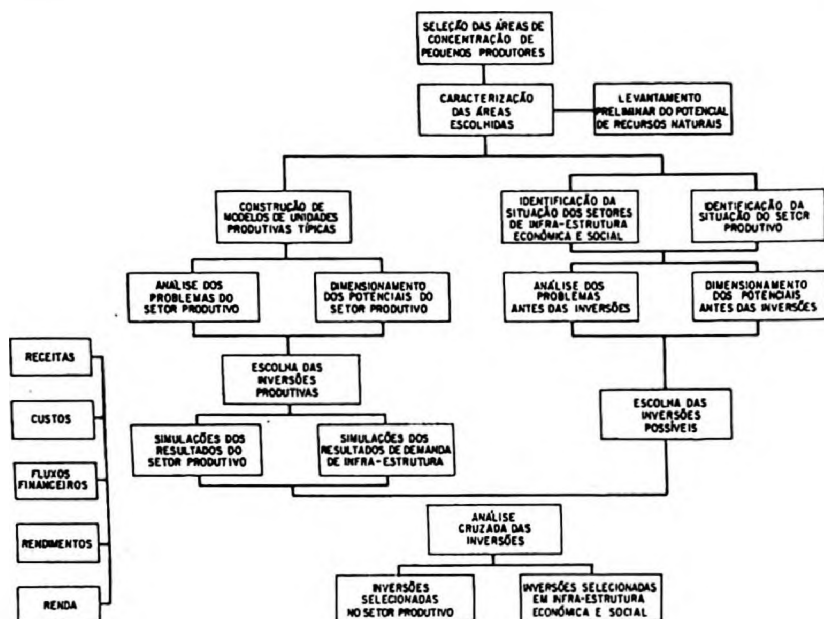 SELEÇÃO DAS ÁREAS DE
CONCENTRAÇÃO DE
PEQUENOS PRODUTORES
CARACTERIZAÇÃO
DAS ÁREAS
ESCOLHIDAS
LEVANTAMENTO
PRELIMINAR DO POTENCIAL
DE RECURSOS NATURAIS
CONSTRUÇÃO DE
MODELOS DE UNIDADES
PRODUTIVAS TÍPICAS
IDENTIFICAÇÃO DA
SITUAÇÃO DOS SETORES
DE INFRA-ESTRUTURA
ECONÔMICA E SOCIAL
IDENTIFICAÇÃO DA
SITUAÇÃO DO SETOR
PRODUTIVO
ANÁLISE DOS
PROBLEMAS DO
SETOR PRODUTIVO
DIMENSIONAMENTO
DOS POTENCIAIS DO
SETOR PRODUTIVO
ANÁLISE DOS
PROBLEMAS
ANTES DAS INVERSÕES
DIMENSIONAMENTO
DOS POTENCIAIS
ANTES DAS INVERSÕES
RECEITAS
CUSTOS
FLUXOS
FINANCEIROS
RENDIMENTOS
RENDA
ESCOLHA DAS
INVERSÕES
PRODUTIVAS
ESCOLHA DAS
INVERSÕES
POSSÍVEIS
SIMULAÇÕES DOS
RESULTADOS DO
SETOR PRODUTIVO
SIMULAÇÕES DOS
RESULTADOS DE DEMANDA
DE INFRA-ESTRUTURA
ANÁLISE
CRUZADA DAS
INVERSÕES
INVERSÕES
SELECIONADAS
NO SETOR PRODUTIVO
INVERSÕES SELECIONADAS
EM INFRA-ESTRUTURA
ECONÔMICA E SOCIAL